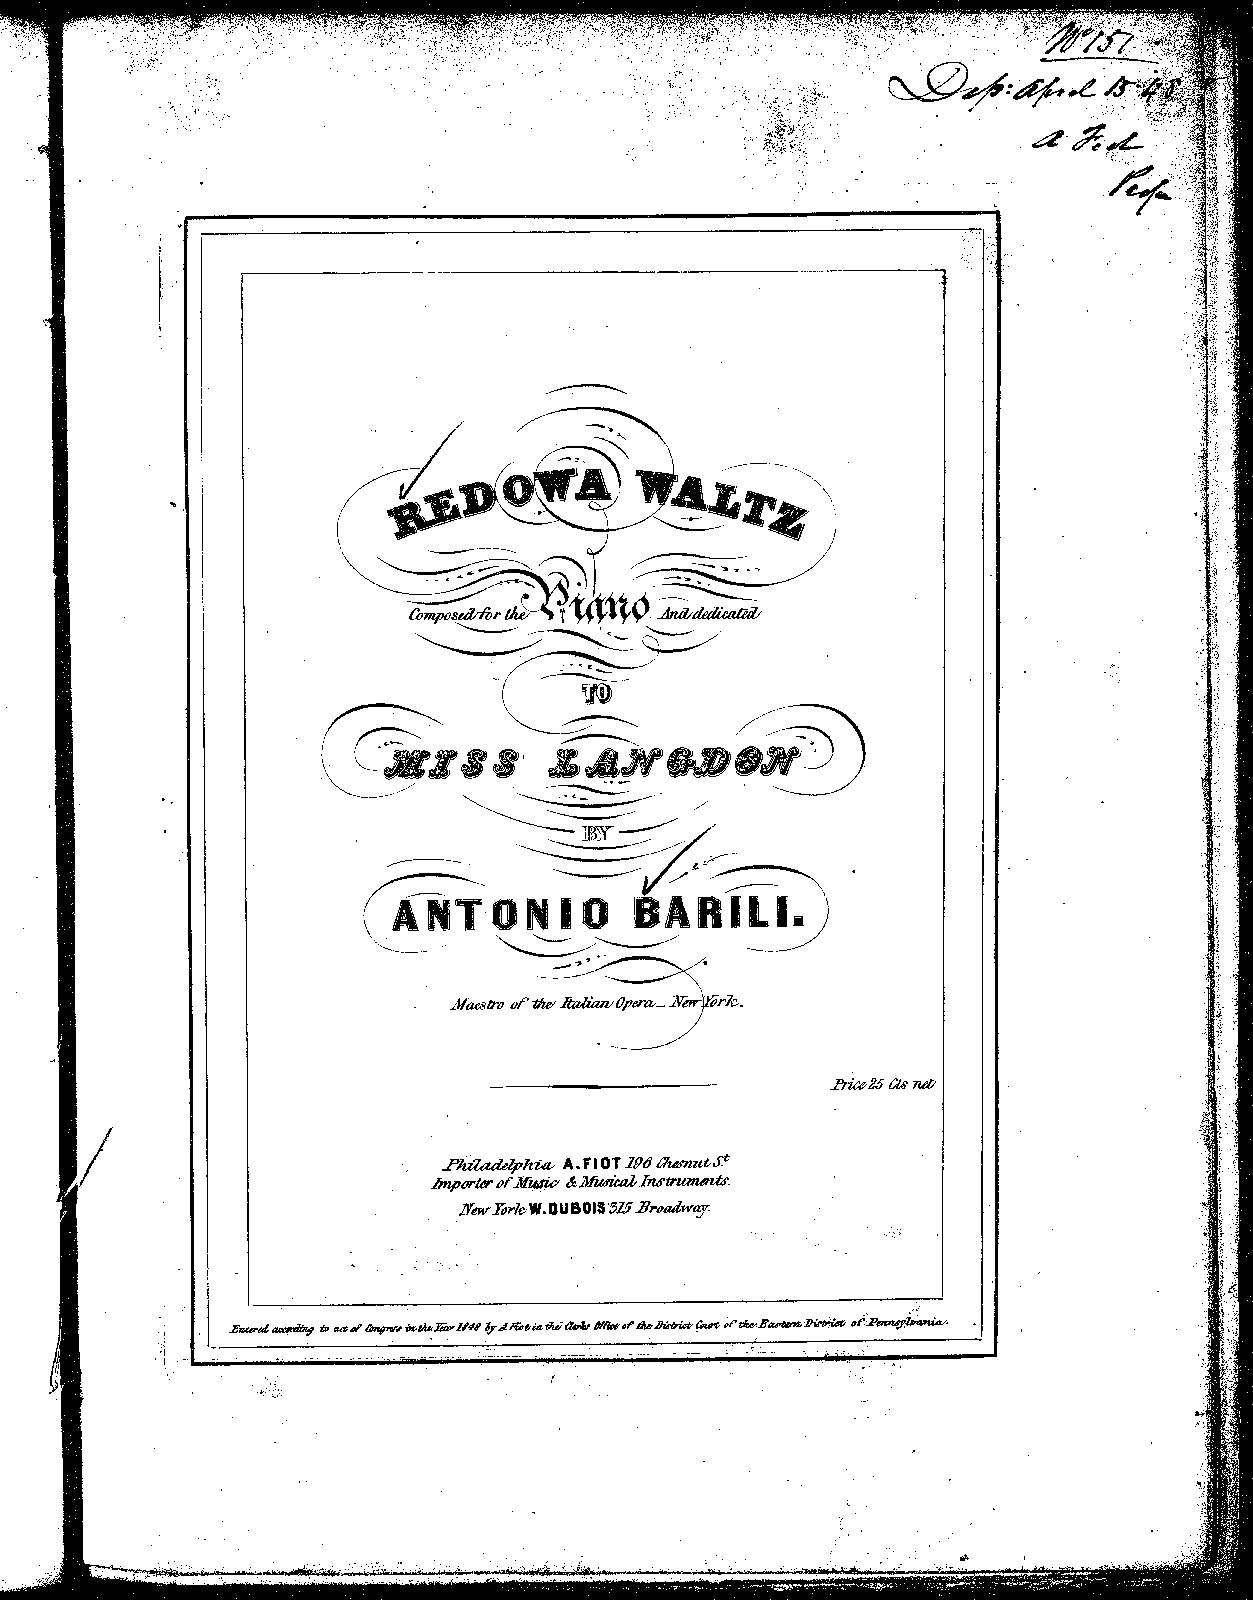 No 151
Dep: April 15 48
A Fiot
REDOWA WALTZ
Composed for the Piano And dedicated
TO
MISS LANGDON
BY
ANTONIO BARILI.
Maestro of the Italian Opera _ New York.
Price 25 Cts net
Philadelphia A. FIOT 196 Chesnut St
Importer of Music & Musical Instruments.
New York W. DUBOIS 315 Broadway.
Entered according to act of Congress in the Year 1848 by A Fiot in the Clerks Office of the District Court of the Eastern District of Pennsylvania.